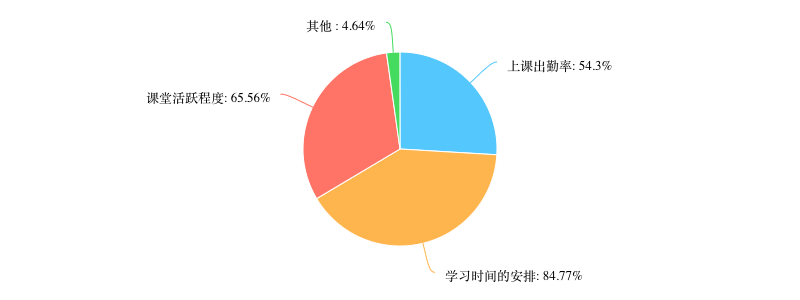 其他 : 4.64%
上课出勤率: 54.3%
课堂活跃程度: 65.56%
学习时间的安排: 84.77%